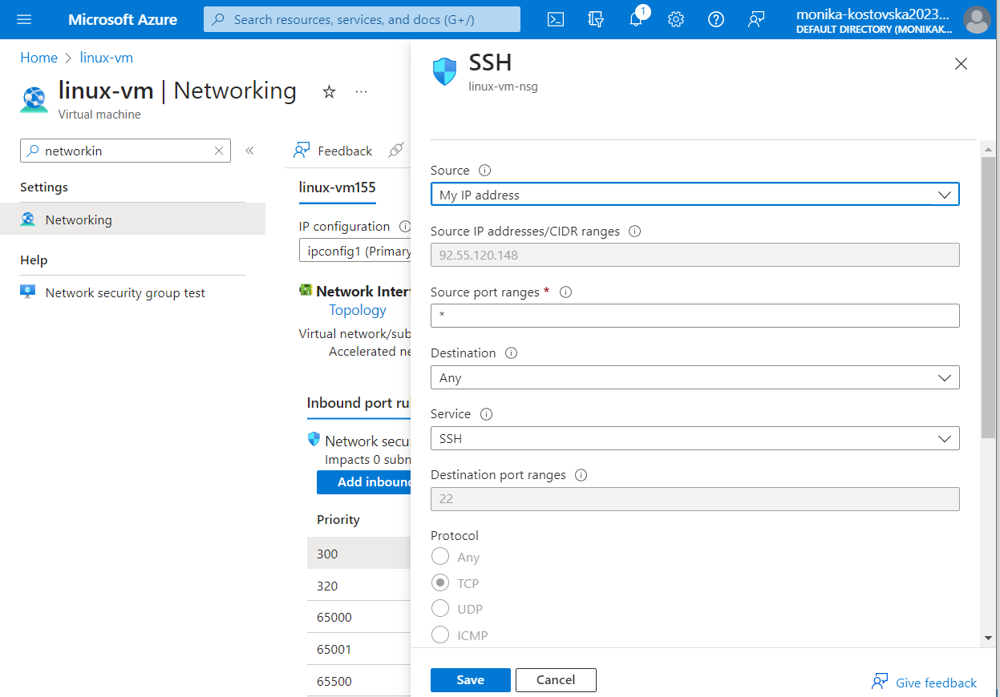 Microsoft Azure
Search resources, services, and docs (G+/)
1
monika-kostovska2023...
DEFAULT DIRECTORY (MONIKAK...
Home > linux-vm
linux-vm | Networking
Virtual machine
networkin
Settings
Networking
Help
Network security group test
Feedback
linux-vm155
IP configuration
ipconfig1 (Primary
Network Inter
Topology
Virtual network/sub
Accelerated ne
Inbound port ru
Network secu
Impacts 0 subn
Add inbound
Priority
300
320
65000
65001
65500
SSH
linux-vm-nsg
Source
My IP address
Source IP addresses/CIDR ranges
92.55.120.148
Source port ranges *
*
Destination
Any
Service
SSH
Destination port ranges
22
Protocol
Any
TCP
UDP
ICMP
Save
Cancel
Give feedback